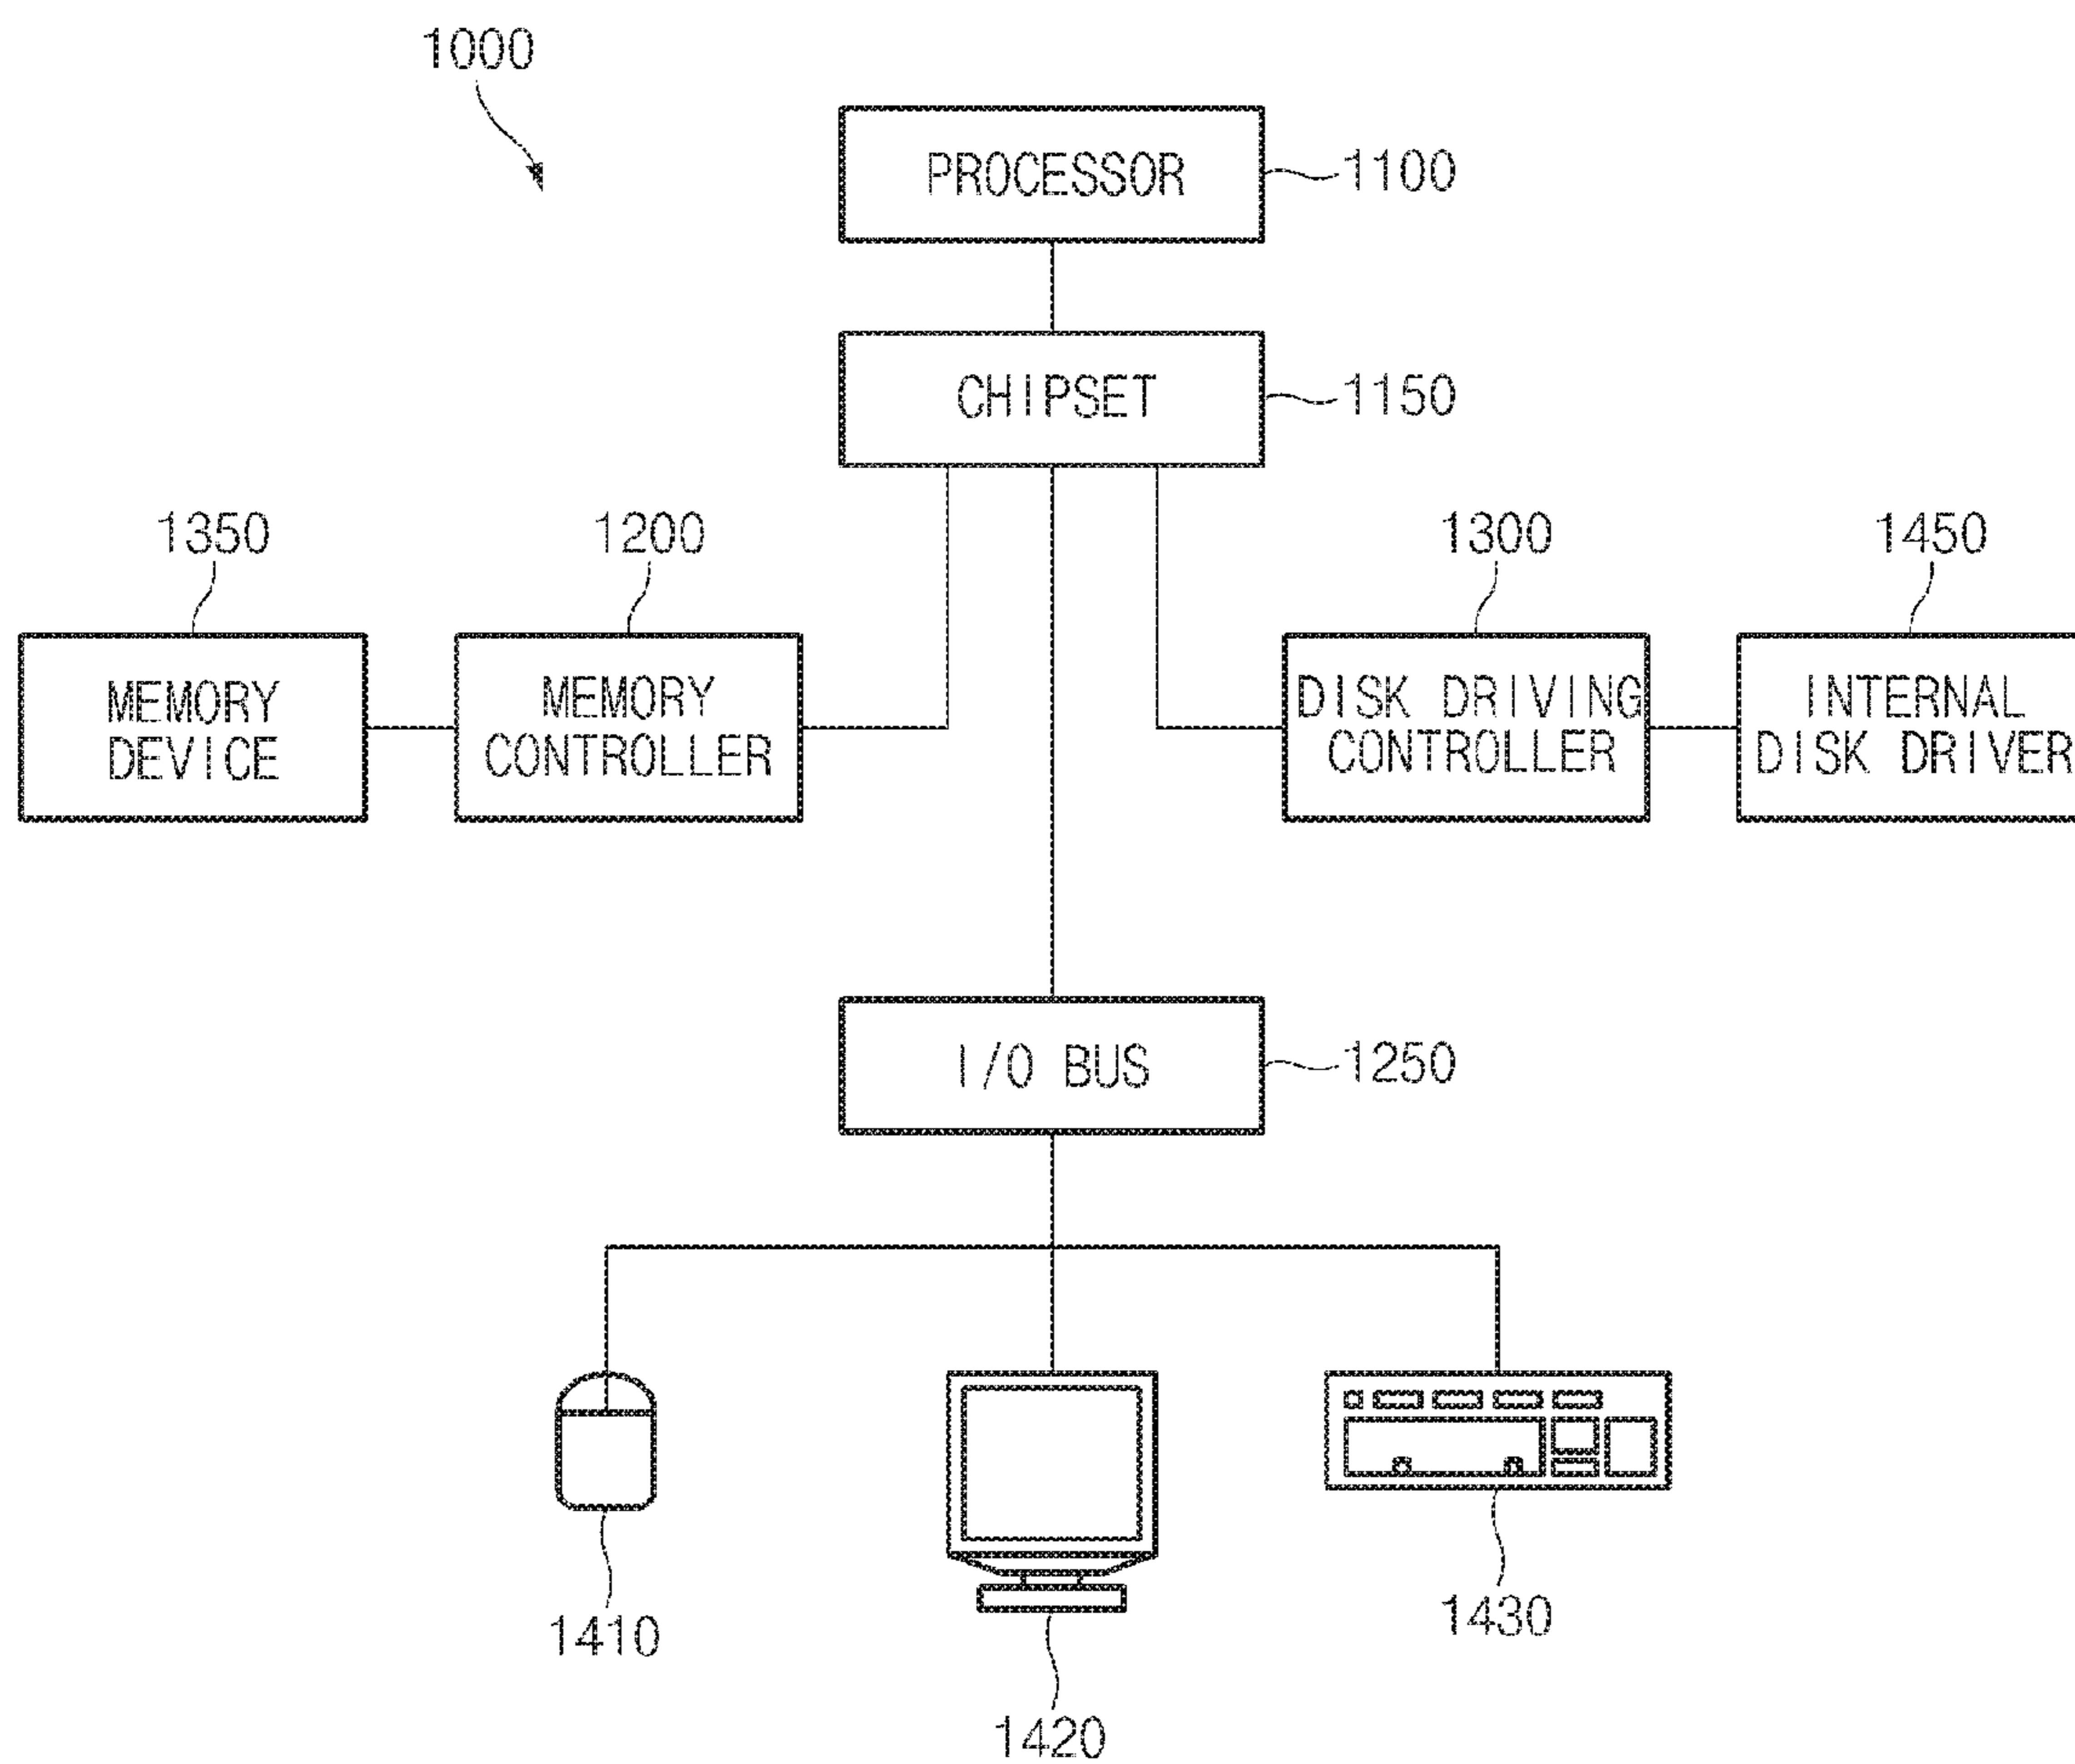 1000
PROCESSOR
1100
CHIPSET
1150
1350
1200
1300
1450
MEMORY
DEVICE
MEMORY
CONTROLLER
DISK DRIVING
CONTROLLER
INTERNAL
DISK DRIVER
I/O BUS
1250
1410
1420
1430